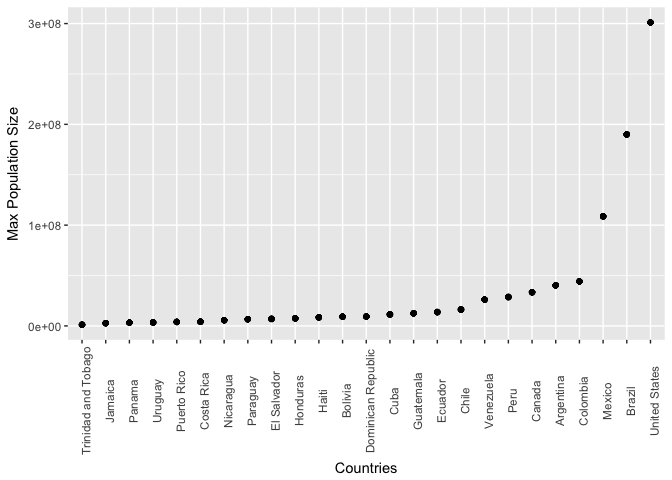 3e+08
2e+08
1e+08
0e+00
Max Population Size
Trinidad and Tobago
Jamaica
Panama
Uruguay
Puerto Rico
Costa Rica
Nicaragua
Paraguay
El Salvador
Honduras
Haiti
Bolivia
Dominican Republic
Cuba
Guatemala
Ecuador
Chile
Venezuela
Peru
Canada
Argentina
Colombia
Mexico
Brazil
United States
Countries